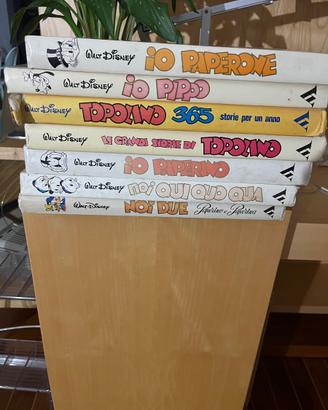 WALT DISNEY iO PAPERONE
WALT DISNEY iO PIPPO
WALT DISNEY TOPOLINO 365 storie per un anno
WALT DISNEY LE GRANDI STORIE DI TOPOLINO
WALT DISNEY iO PAPERINO
WALT DISNEY noi QUI QUO QUA
WALT DISNEY NOI DUE Paperino e Paperina